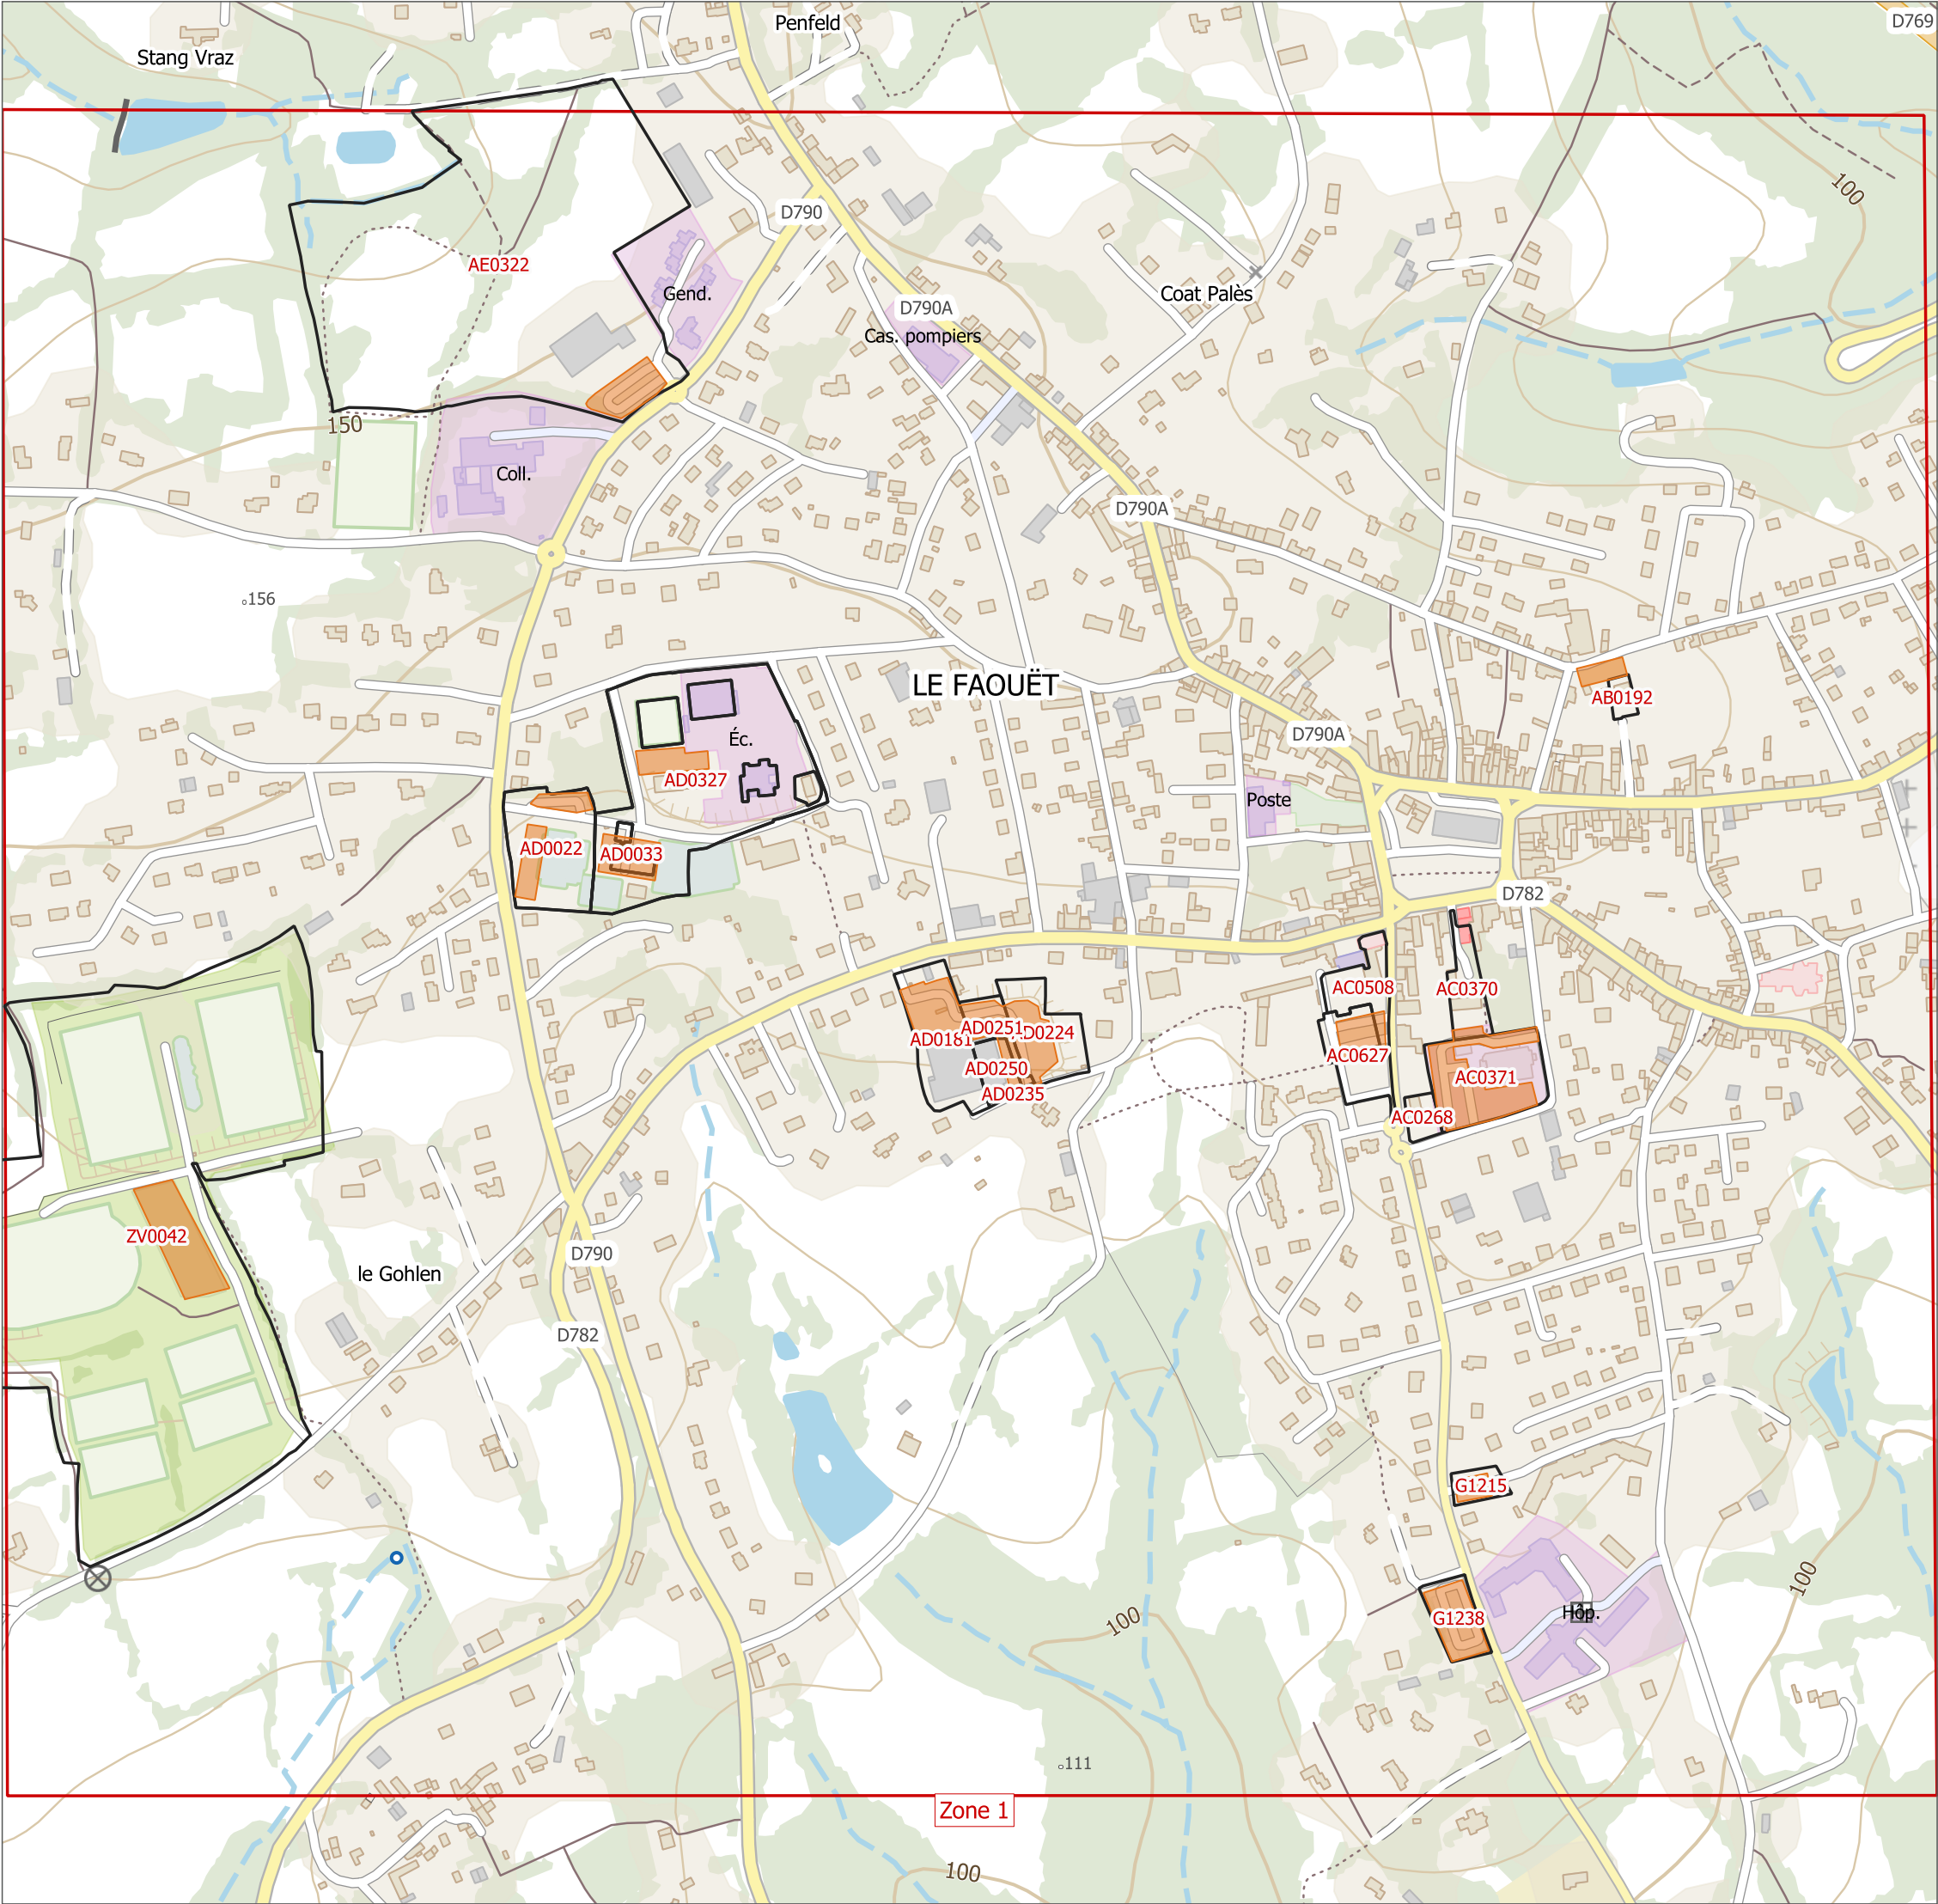 Penfeld
D769
Stang Vraz
100
D790
AE0322
Gend.
Coat Palès
D790A
Cas. pompiers
150
Coll.
D790A
156
LE FAOUËT
AB0192
D790A
Éc.
AD0327
Poste
AD0022
AD0033
D782
AC0508
AC0370
AD0251
AD0181
D0224
AC0627
AD0250
AC0371
AD0235
AC0268
ZV0042
D790
le Gohlen
D782
G1215
100
Hôp.
G1238
100
111
Zone 1
100